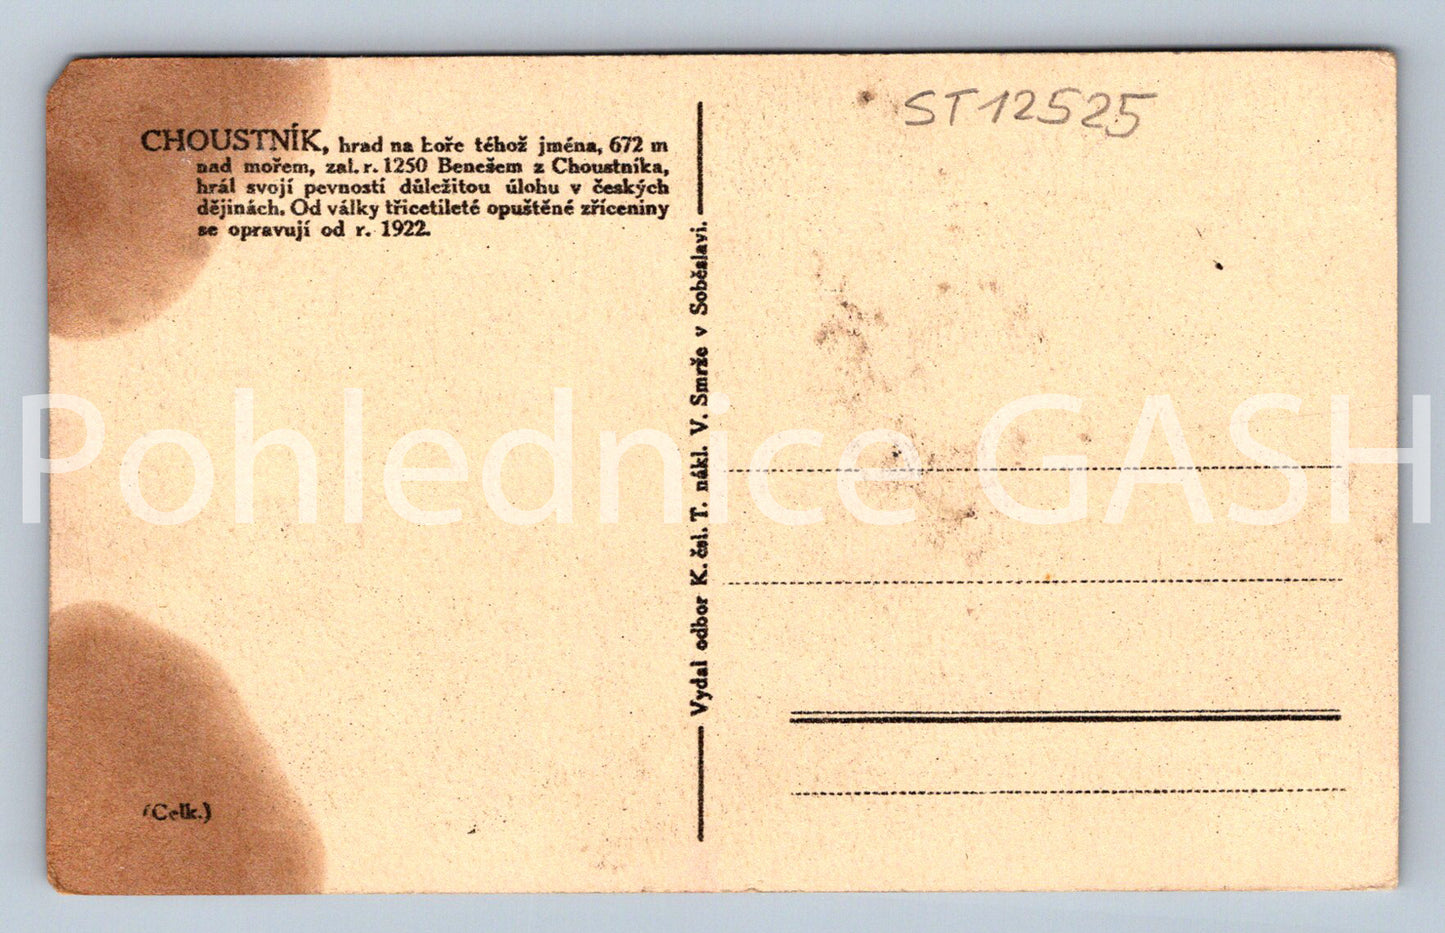 ST12525
CHOUSTNÍK, hrad na hoře téhož jména, 672 m
nad mořem, zal. r. 1250 Benešem z Choustníka,
hrál svojí pevností důležitou úlohu v českých
dějinách. Od války třicetileté opuštěné zříceniny
se opravují od r. 1922.
Vydal odbor K. čsl. T. nákl. V. Smrže v Soběslavi.
Pohlednice GASH
(Celk.)